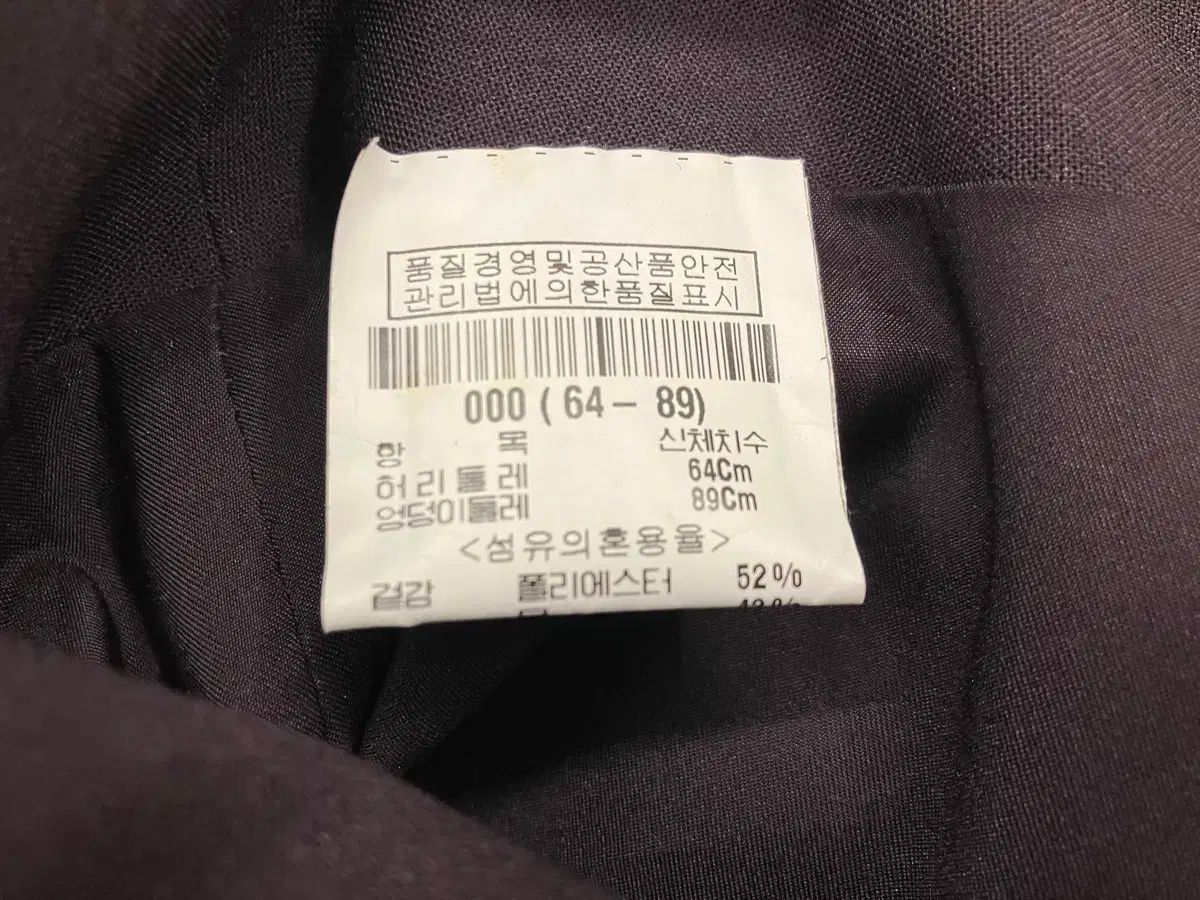 품질경영및공산품안전
관리법에의한품질표시
000 ( 64 - 89)
항 목 신체치수
허리둘레 64Cm
엉덩이둘레 89Cm
<섬유의혼용율>
겉감 폴리에스터 52%